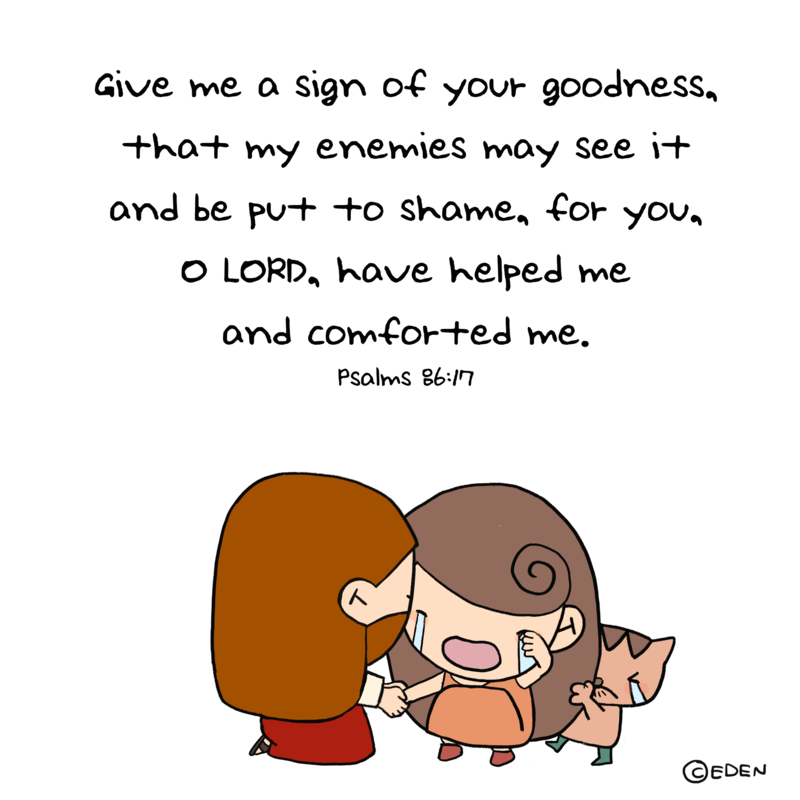 Give me a sign of your goodness,
that my enemies may see it
and be put to shame, for you,
O LORD, have helped me
and comforted me.
Psalms 86:17
©EDEN